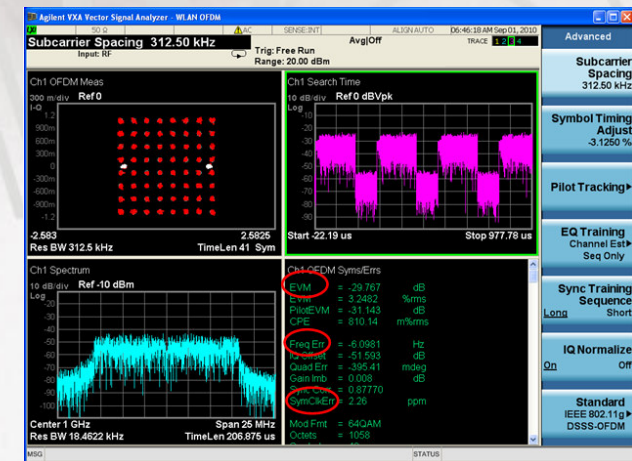 Agilent VXA Vector Signal Analyzer - WLAN OFDM
50 Ω AC SENSE:INT ALIGN AUTO 06:46:18 AM Sep 01, 2010
Subcarrier Spacing 312.50 kHz
Input: RF
Trig: Free Run
Range: 20.00 dBm
Avg|Off
TRACE 1 2 3 4
Ch1 OFDM Meas
300 m/div Ref 0
I-Q
1.2
900m
600m
300m
0
-300m
-600m
-900m
-1.2
-2.583 2.5825
Res BW 312.5 kHz TimeLen 41 Sym
Ch1 Search Time
10 dB/div Ref 0 dBVpk
Log
-10
-20
-30
-40
-50
-60
-70
-80
-90
Start -22.19 us Stop 977.78 us
Ch1 Spectrum
10 dB/div Ref -10 dBm
Log
-20
-30
-40
-50
-60
-70
-80
-90
-100
Center 1 GHz Span 25 MHz
Res BW 18.4622 kHz TimeLen 206.875 us
Ch1 OFDM Syms/Errs
EVM = -29.767 dB
EVM = 3.2482 %rms
PilotEVM = -31.143 dB
CPE = 810.14 m%rms
Freq Err = -6.0981 Hz
IQ Offset = -51.593 dB
Quad Err = -395.41 mdeg
Gain Imb = 0.008 dB
Sync Corr = 0.87770
SymClkErr = 2.26 ppm
Mod Fmt = 64QAM
Octets = 1058
MSG STATUS
Advanced
Subcarrier
Spacing
312.50 kHz
Symbol Timing
Adjust
-3.1250 %
Pilot Tracking
EQ Training
Channel Est
Seq Only
Sync Training
Sequence
Long Short
IQ Normalize
On Off
Standard
IEEE 802.11g
DSSS-OFDM